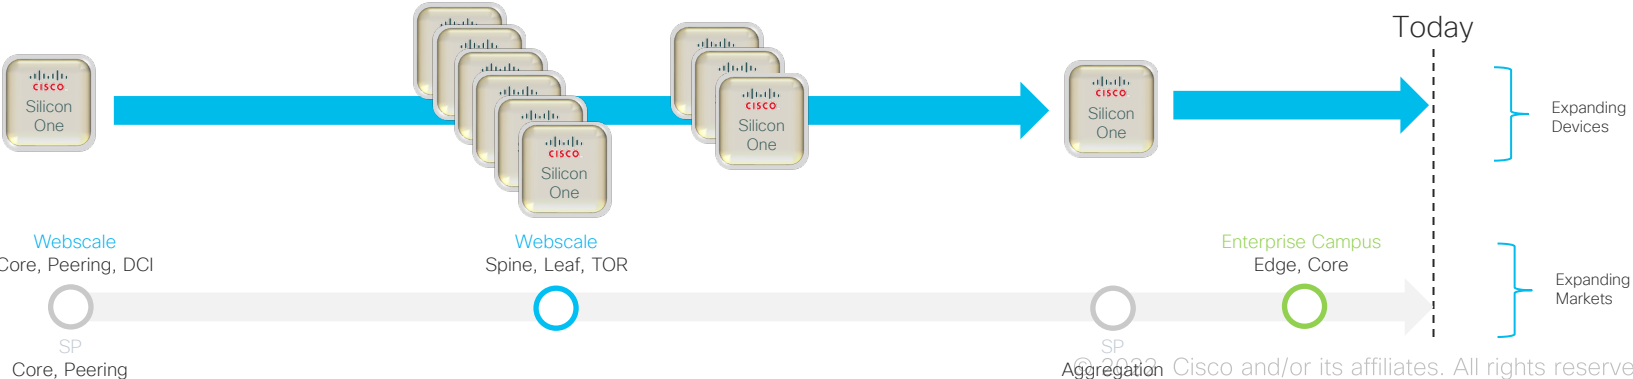 Today
CISCO
Silicon
One
CISCO
Silicon
One
CISCO
Silicon
One
CISCO
Silicon
One
Expanding
Devices
Webscale
Core, Peering, DCI
Webscale
Spine, Leaf, TOR
Enterprise Campus
Edge, Core
Expanding
Markets
SP
Core, Peering
SP
Aggregation
© 2022 Cisco and/or its affiliates. All rights reserve